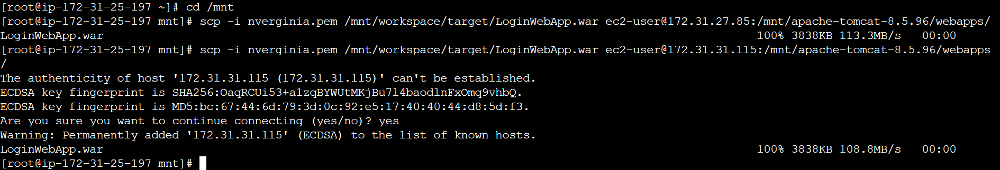 [root@ip-172-31-25-197 ~]# cd /mnt
[root@ip-172-31-25-197 mnt]# scp -i nverginia.pem /mnt/workspace/target/LoginWebApp.war ec2-user@172.31.27.85:/mnt/apache-tomcat-8.5.96/webapps/
LoginWebApp.war 100% 3838KB 113.3MB/s 00:00
[root@ip-172-31-25-197 mnt]# scp -i nverginia.pem /mnt/workspace/target/LoginWebApp.war ec2-user@172.31.31.115:/mnt/apache-tomcat-8.5.96/webapps
/
The authenticity of host '172.31.31.115 (172.31.31.115)' can't be established.
ECDSA key fingerprint is SHA256:OaqRCUi53+a1zqBYWUtMKjBu7l4baodlnFxOmq9vhbQ.
ECDSA key fingerprint is MD5:bc:67:44:6d:79:3d:0c:92:e5:17:40:40:44:d8:5d:f3.
Are you sure you want to continue connecting (yes/no)? yes
Warning: Permanently added '172.31.31.115' (ECDSA) to the list of known hosts.
LoginWebApp.war 100% 3838KB 108.8MB/s 00:00
[root@ip-172-31-25-197 mnt]#